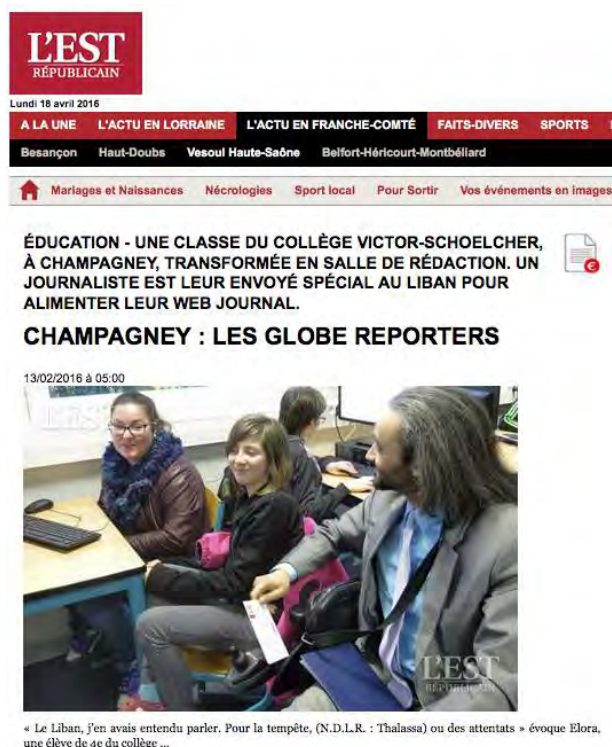 L'EST
RÉPUBLICAIN
Lundi 18 avril 2016
A LA UNE L'ACTU EN LORRAINE L'ACTU EN FRANCHE-COMTÉ FAITS-DIVERS SPORTS
Besançon Haut-Doubs Vesoul Haute-Saône Belfort-Héricourt-Montbéliard
Mariages et Naissances Nécrologies Sport local Pour Sortir Vos événements en images
ÉDUCATION - UNE CLASSE DU COLLÈGE VICTOR-SCHOELCHER,
À CHAMPAGNEY, TRANSFORMÉE EN SALLE DE RÉDACTION. UN
JOURNALISTE EST LEUR ENVOYÉ SPÉCIAL AU LIBAN POUR
ALIMENTER LEUR WEB JOURNAL.
€
CHAMPAGNEY : LES GLOBE REPORTERS
13/02/2016 à 05:00
L'EST
L'EST
RÉPUBLICAIN
« Le Liban, j'en avais entendu parler. Pour la tempête, (N.D.L.R. : Thalassa) ou des attentats » évoque Elora,
une élève de 4e du collège ...